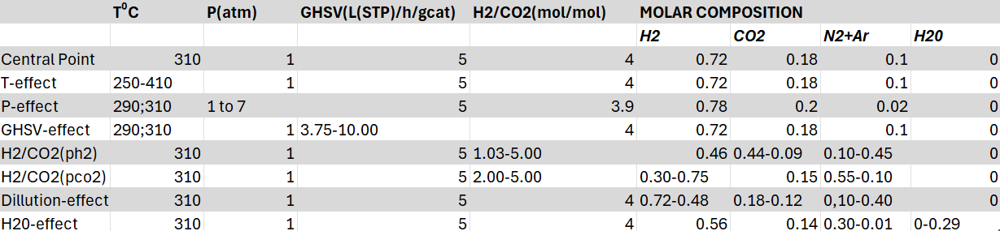 T⁰C P(atm) GHSV(L(STP)/h/gcat) H2/CO2(mol/mol) MOLAR COMPOSITION
H2 CO2 N2+Ar H20
Central Point 310 1 5 4 0.72 0.18 0.1 0
T-effect 250-410 1 5 4 0.72 0.18 0.1 0
P-effect 290;310 1 to 7 5 3.9 0.78 0.2 0.02 0
GHSV-effect 290;310 1 3.75-10.00 4 0.72 0.18 0.1 0
H2/CO2(ph2) 310 1 5 1.03-5.00 0.46 0.44-0.09 0.10-0.45 0
H2/CO2(pco2) 310 1 5 2.00-5.00 0.30-0.75 0.15 0.55-0.10 0
Dillution-effect 310 1 5 4 0.72-0.48 0.18-0.12 0,10-0.40 0
H20-effect 310 1 5 4 0.56 0.14 0.30-0.01 0-0.29